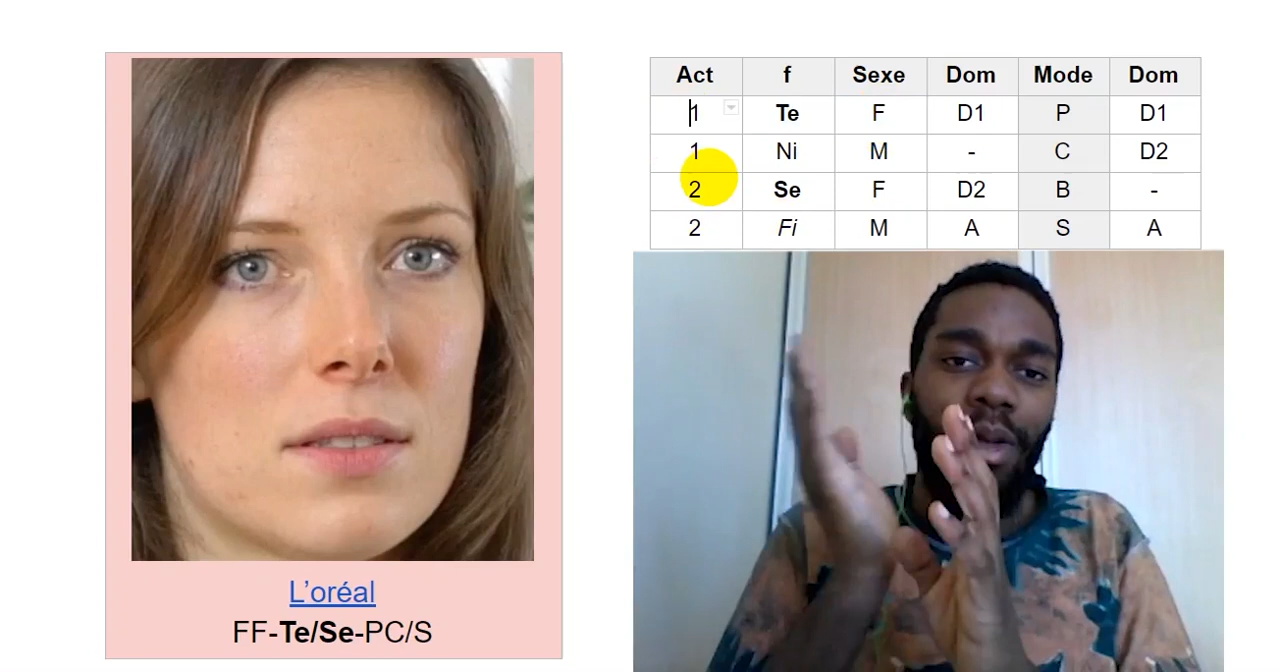 Act f Sexe Dom Mode Dom
1 Te F D1 P D1
1 Ni M - C D2
2 Se F D2 B -
2 Fi M A S A
L’oréal
FF-Te/Se-PC/S